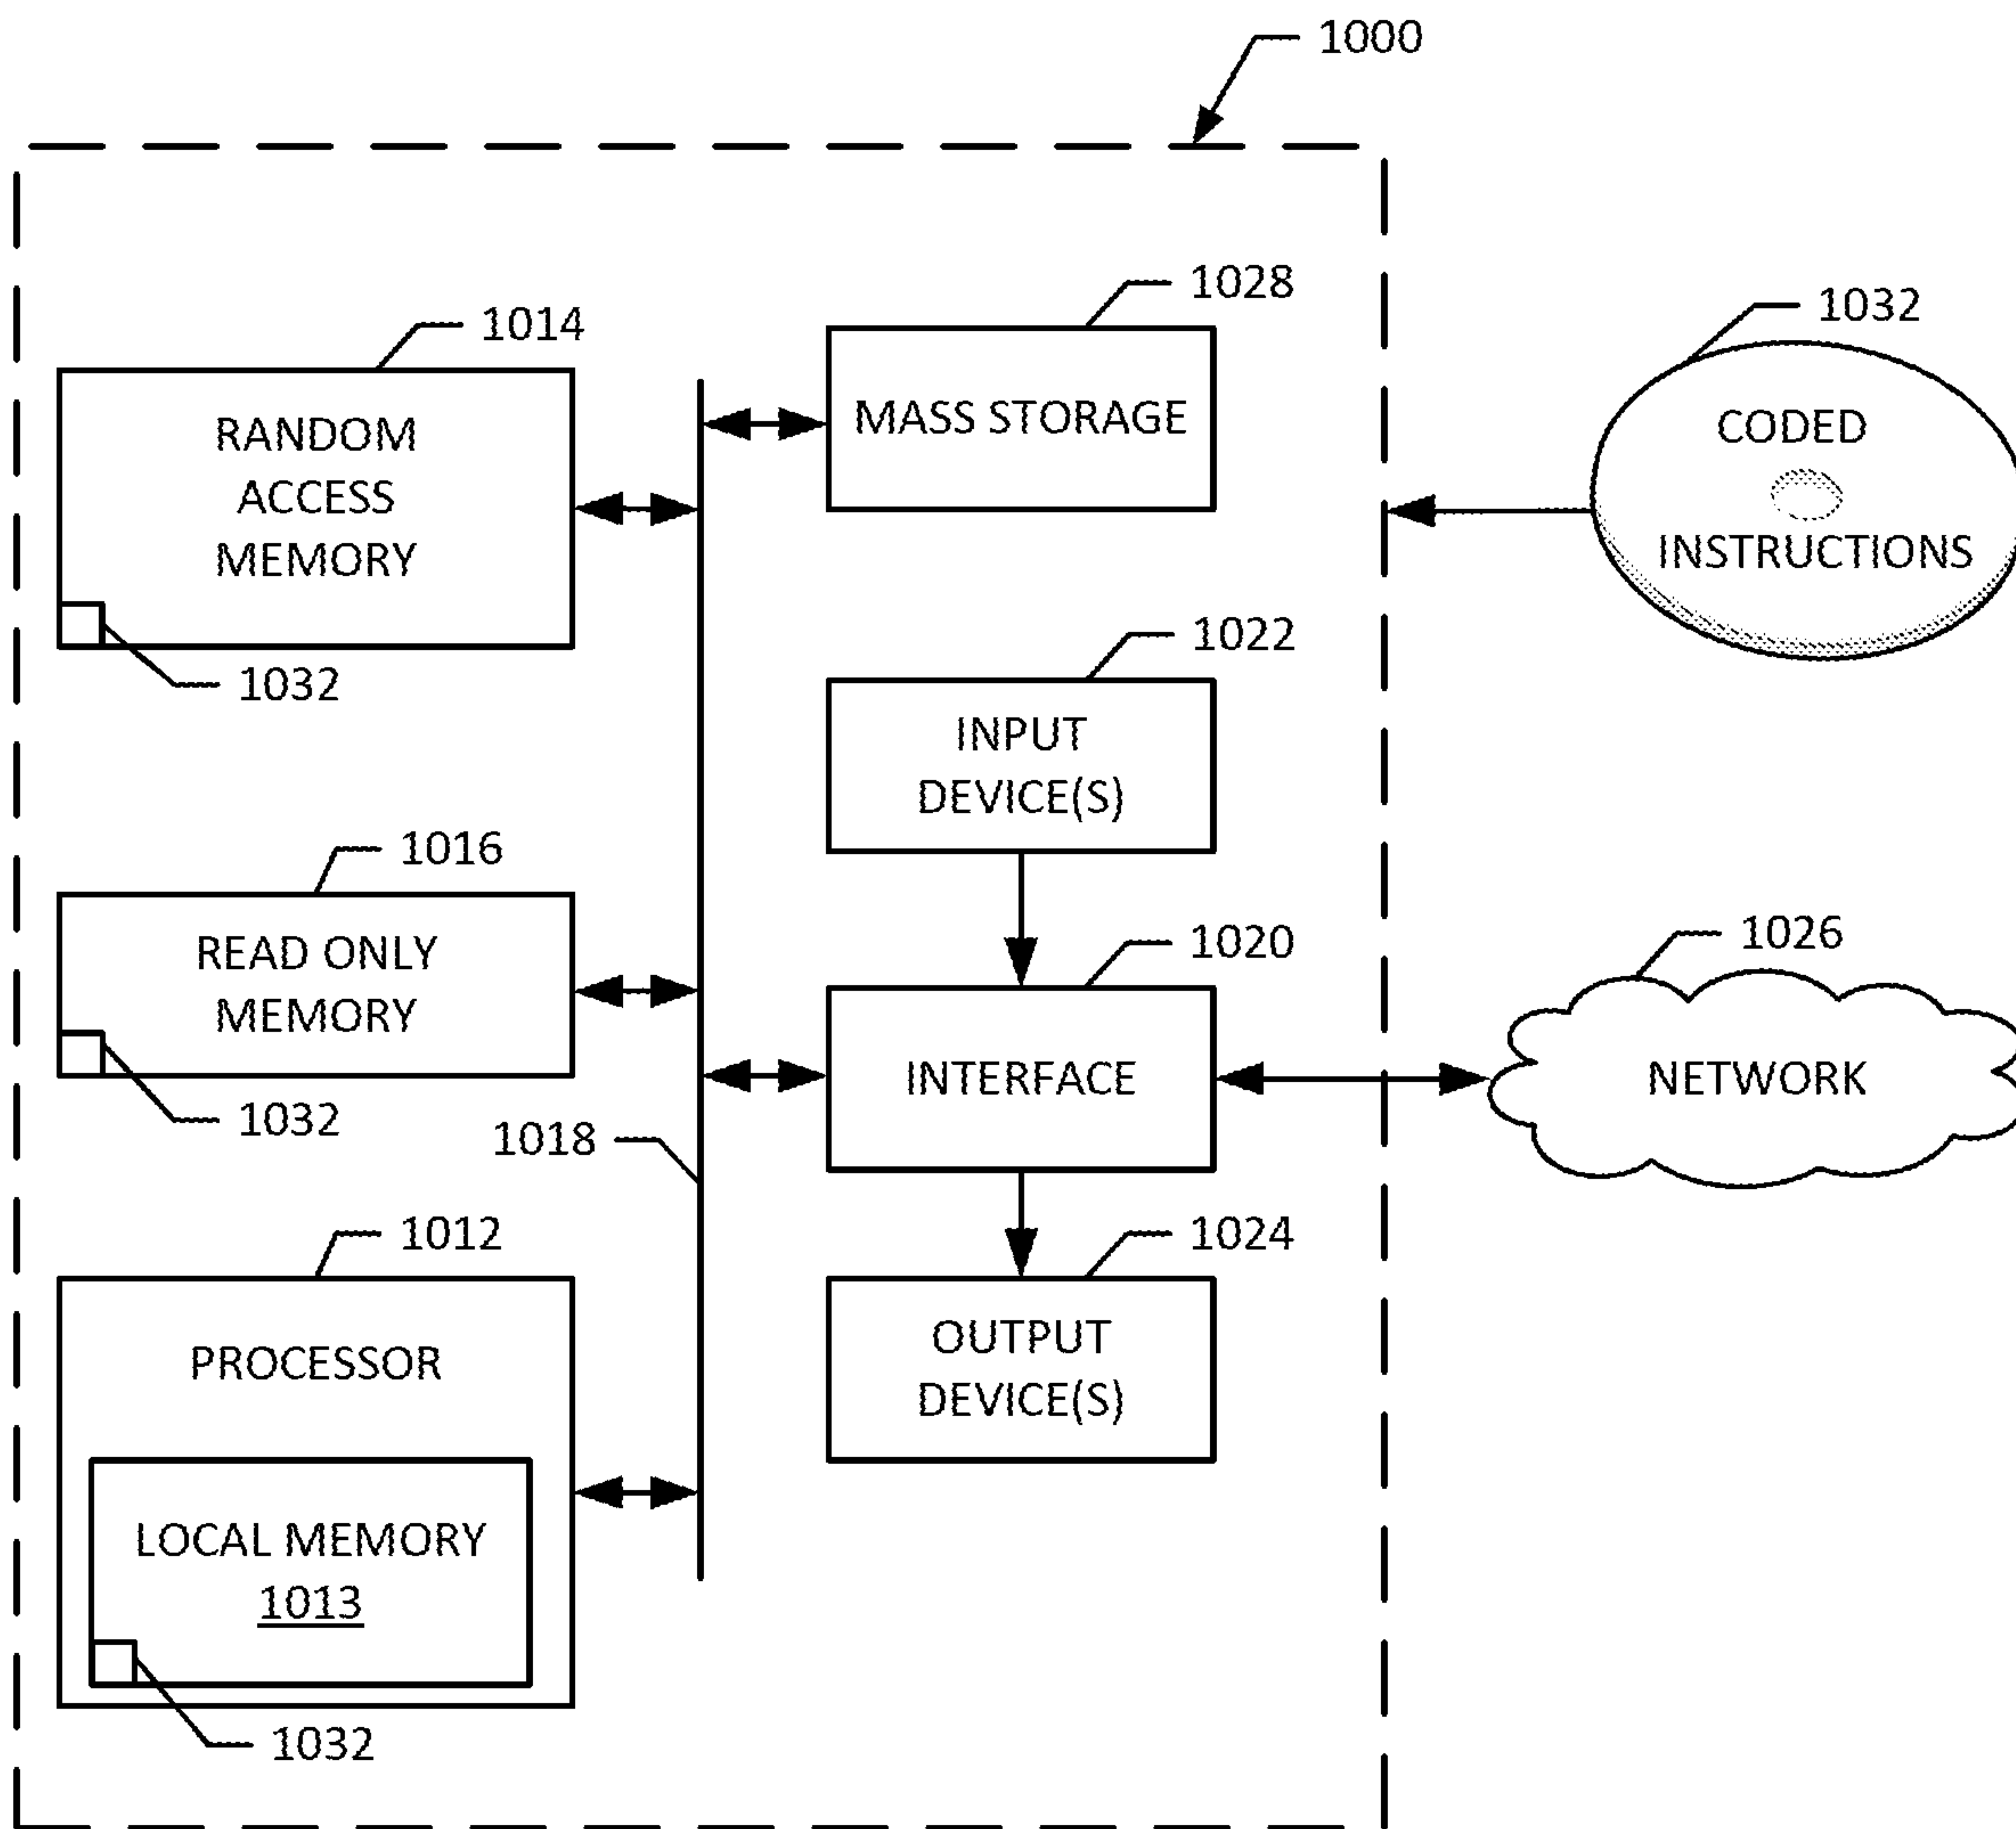 1000
1028
1014
1032
MASS STORAGE
RANDOM
ACCESS
MEMORY
CODED
INSTRUCTIONS
1032
1022
INPUT
DEVICE(S)
1016
READ ONLY
MEMORY
1032
1020
INTERFACE
1026
NETWORK
1018
1012
PROCESSOR
LOCAL MEMORY
1013
1032
1024
OUTPUT
DEVICE(S)